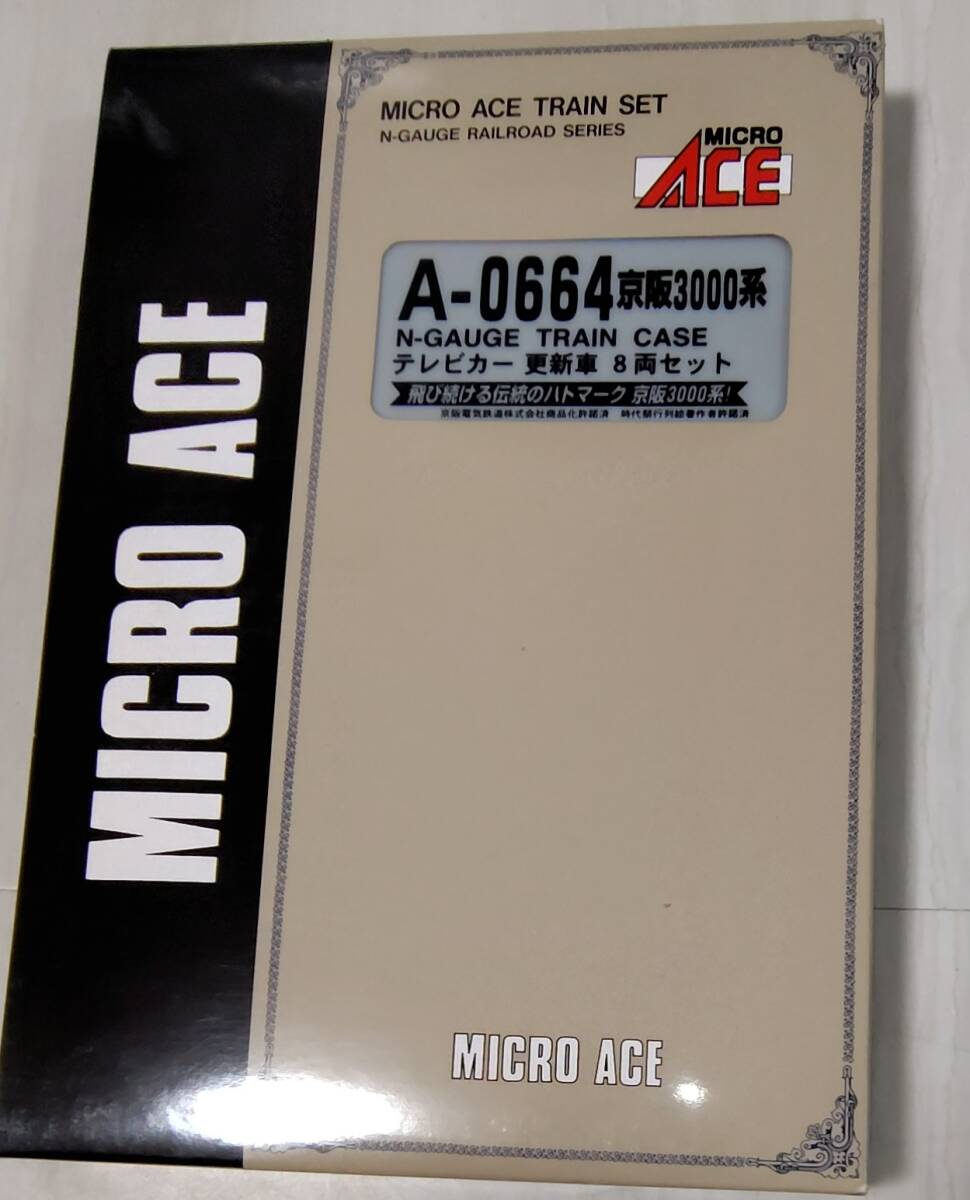 MICRO ACE
MICRO ACE TRAIN SET
N-GAUGE RAILROAD SERIES
MICRO
ACE
A-0664京阪3000系
N-GAUGE TRAIN CASE
テレビカー 更新車 8両セット
飛び続ける伝統のハトマーク 京阪3000系!
京阪電気鉄道株式会社商品化許諾済 時代祭行列絵著作者許諾済
MICRO ACE